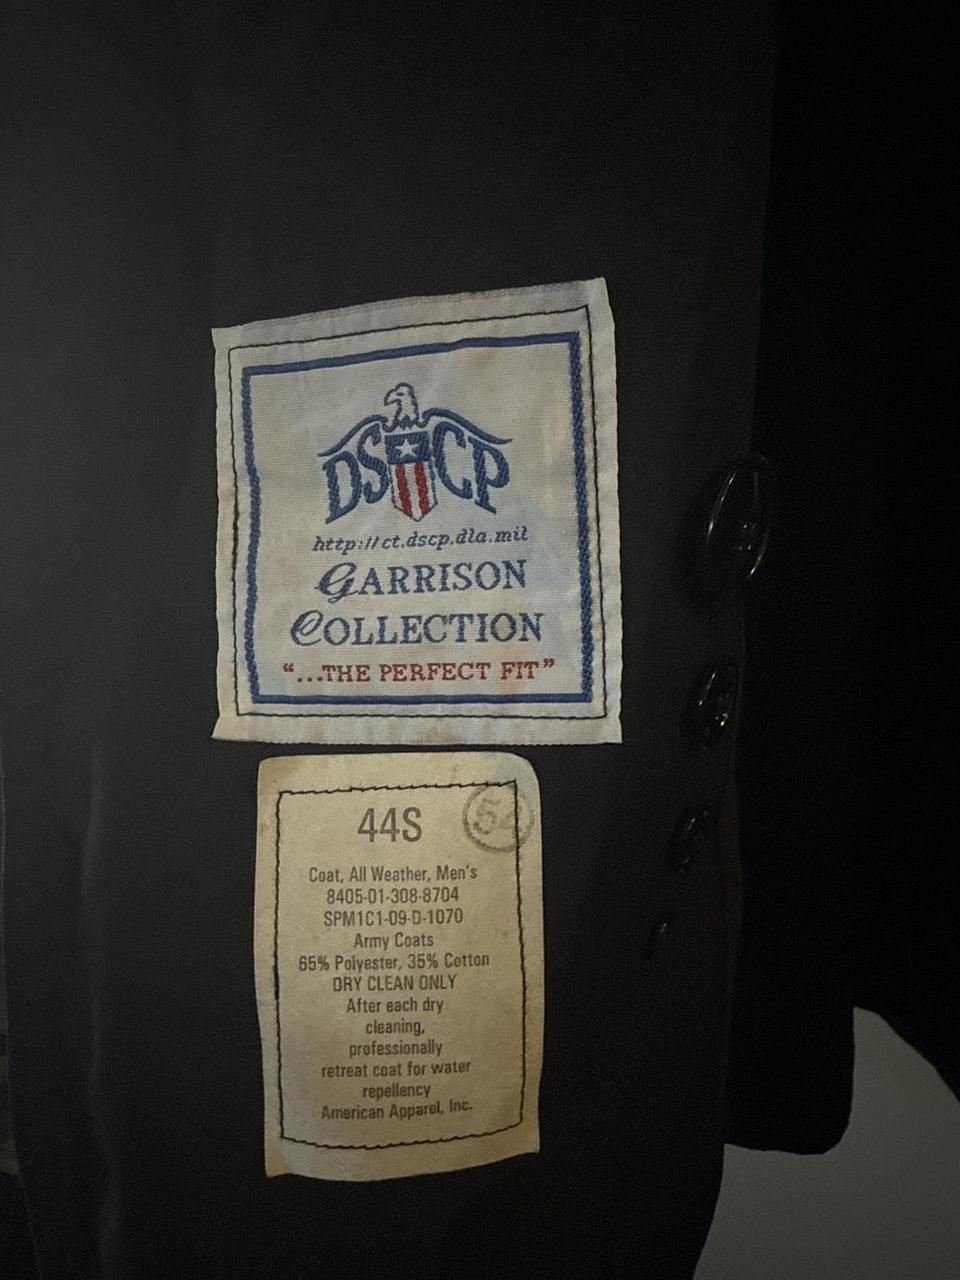 DSCP
http://ct.dscp.dla.mil
GARRISON
COLLECTION
"...THE PERFECT FIT"
44S
Coat, All Weather, Men's
8405-01-308-8704
SPM1C1-09-D-1070
Army Coats
65% Polyester, 35% Cotton
DRY CLEAN ONLY
After each dry
cleaning,
professionally
retreat coat for water
repellency
American Apparel, Inc.